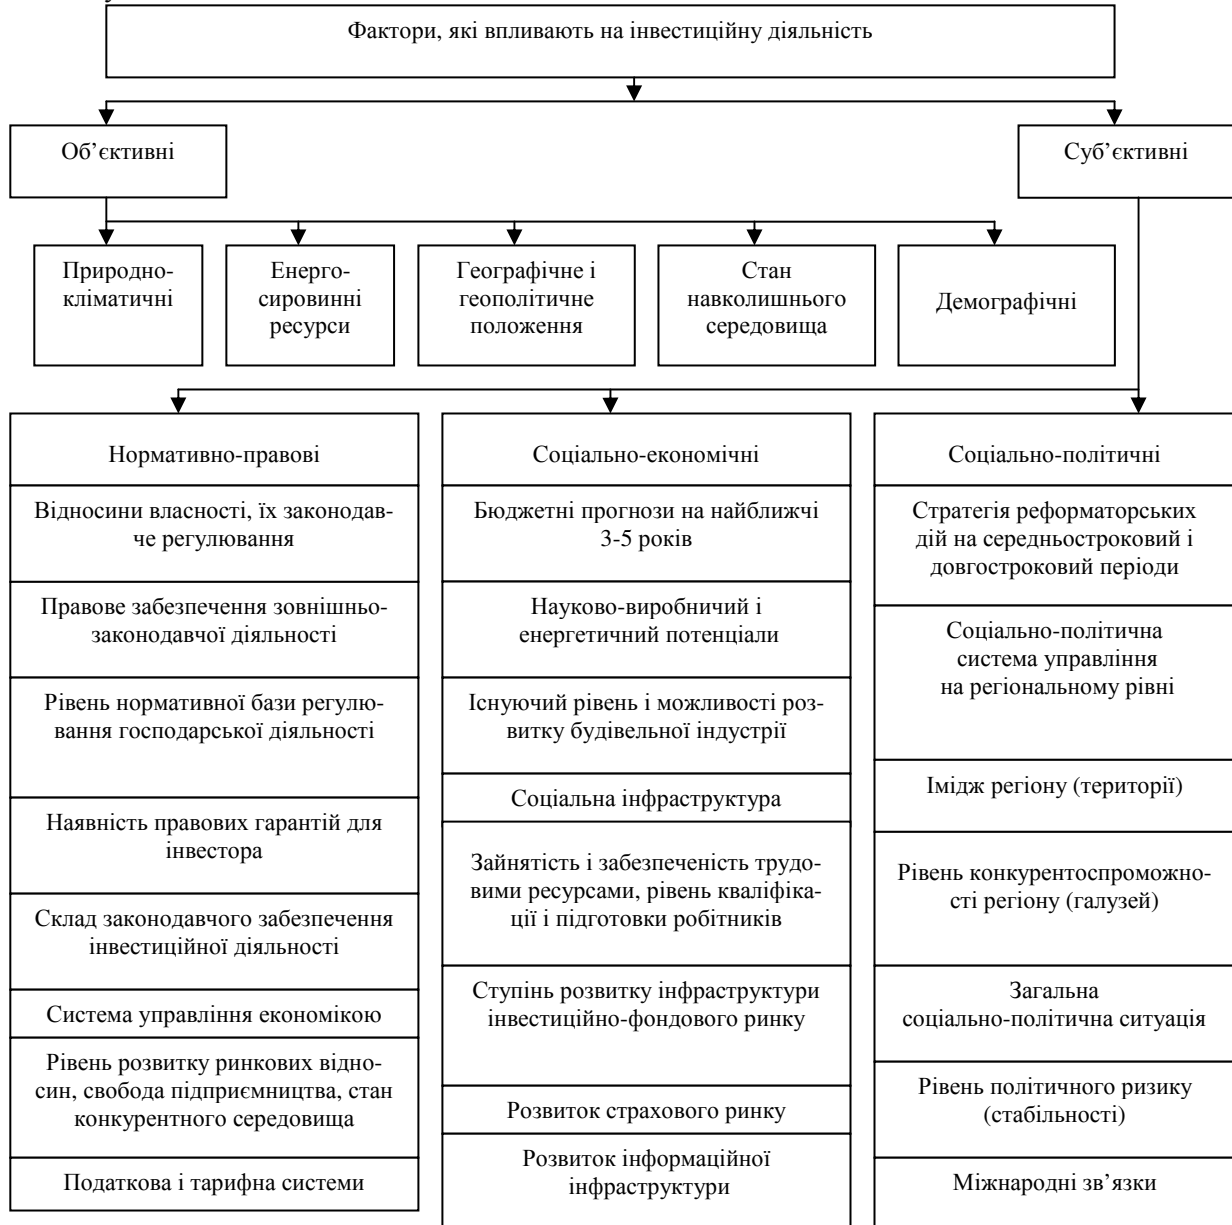 Фактори, які впливають на інвестиційну діяльність
Об’єктивні
Суб’єктивні
Природно-
кліматичні
Енерго-
сировинні
ресурси
Географічне і
геополітичне
положення
Стан
навколишнього
середовища
Демографічні
Нормативно-правові
Відносини власності, їх законодав-
че регулювання
Правове забезпечення зовнішньо-
законодавчої діяльності
Рівень нормативної бази регулю-
вання господарської діяльності
Наявність правових гарантій для
інвестора
Склад законодавчого забезпечення
інвестиційної діяльності
Система управління економікою
Рівень розвитку ринкових відно-
син, свобода підприємництва, стан
конкурентного середовища
Податкова і тарифна системи
Соціально-економічні
Бюджетні прогнози на найближчі
3-5 років
Науково-виробничий і
енергетичний потенціали
Існуючий рівень і можливості роз-
витку будівельної індустрії
Соціальна інфраструктура
Зайнятість і забезпеченість трудо-
вими ресурсами, рівень кваліфіка-
ції і підготовки робітників
Ступінь розвитку інфраструктури
інвестиційно-фондового ринку
Розвиток страхового ринку
Розвиток інформаційної
інфраструктури
Соціально-політичні
Стратегія реформаторських
дій на середньостроковий і
довгостроковий періоди
Соціально-політична
система управління
на регіональному рівні
Імідж регіону (території)
Рівень конкурентоспроможно-
сті регіону (галузей)
Загальна
соціально-політична ситуація
Рівень політичного ризику
(стабільності)
Міжнародні зв’язки